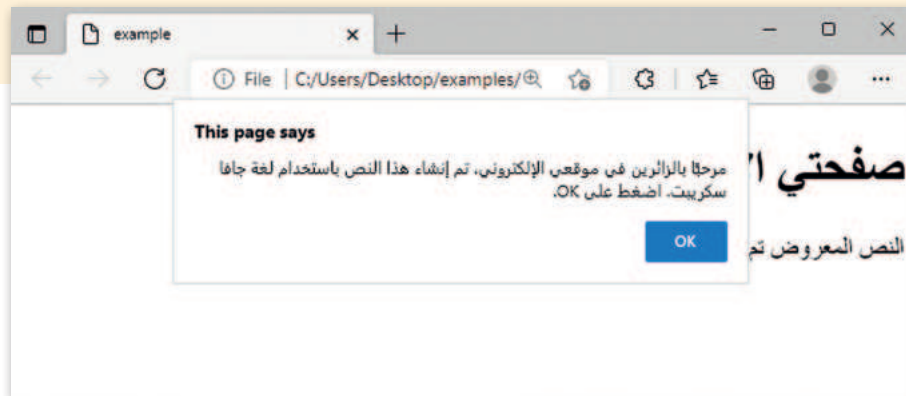 example
File | C:/Users/Desktop/examples/
This page says
مرحبًا بالزائرين في موقعي الإلكتروني، تم إنشاء هذا النص باستخدام لغة جافا
سكريبت. اضغط على OK.
OK
صفحتي ال
النص المعروض تم